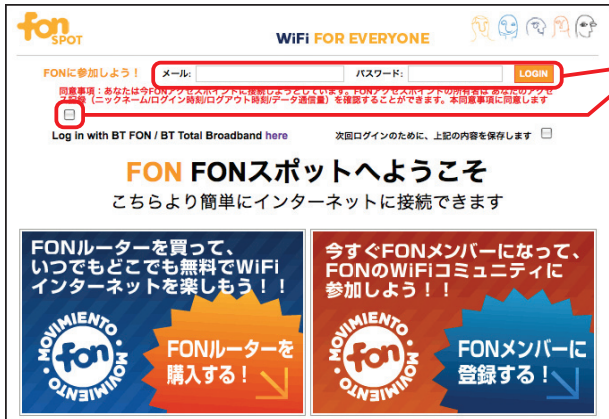 fon
SPOT
WiFi FOR EVERYONE
FONに参加しよう！ メール: パスワード: LOGIN
同意事項：あなたは今FONアクセスポイントに接続しようとしています。FONアクセスポイントの所有者は あなたのアクセ
ス記録（ニックネーム/ログイン時刻/ログアウト時刻/データ通信量）を確認することができます。本同意事項に同意します
Log in with BT FON / BT Total Broadband here 次回ログインのために、上記の内容を保存します
FON FONスポットへようこそ
こちらより簡単にインターネットに接続できます
FONルーターを買って、
いつでもどこでも無料でWiFi
インターネットを楽しもう！！
MOVIMIENTO • MOVIMIENTO •
fon
FONルーターを
購入する！
今すぐFONメンバーになって、
FONのWiFiコミュニティに
参加しよう！！
MOVIMIENTO • MOVIMIENTO •
fon
FONメンバーに
登録する！